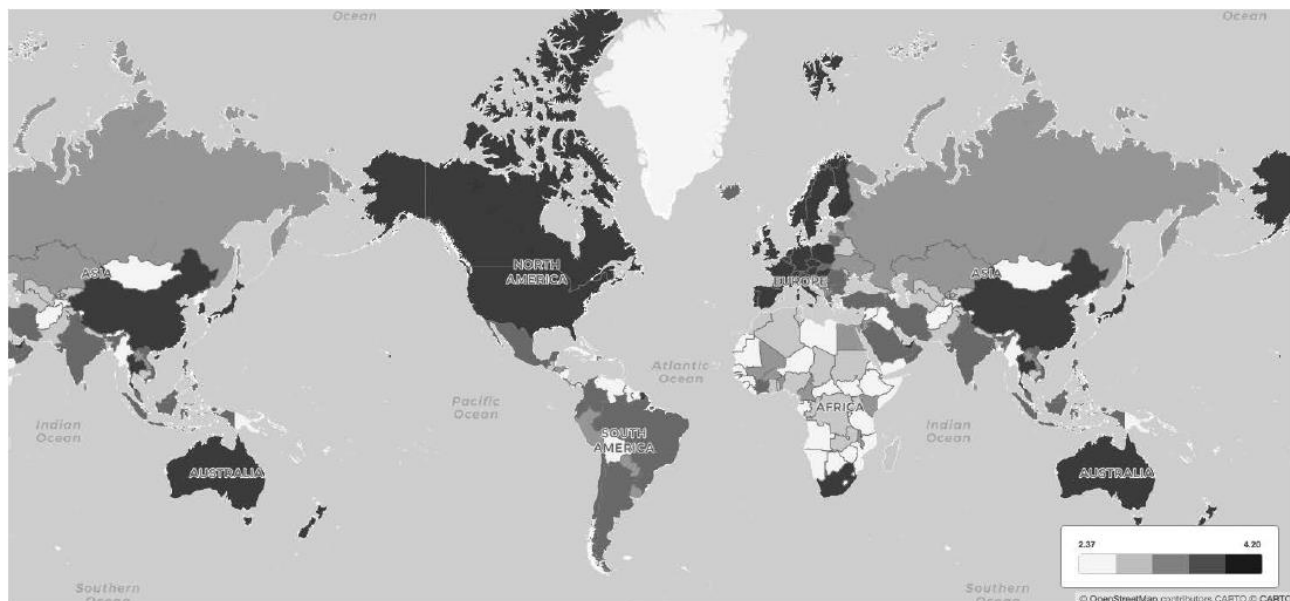 Ocean
Ocean
ASIA
NORTH
AMERICA
EUROPE
ASIA
Atlantic
Ocean
Pacific
Ocean
Indian
Ocean
AFRICA
Indian
Ocean
SOUTH
AMERICA
AUSTRALIA
AUSTRALIA
2.37
4.20
Southern
Ocean
Southern
© OpenStreetMap contributors CARTO © CARTO